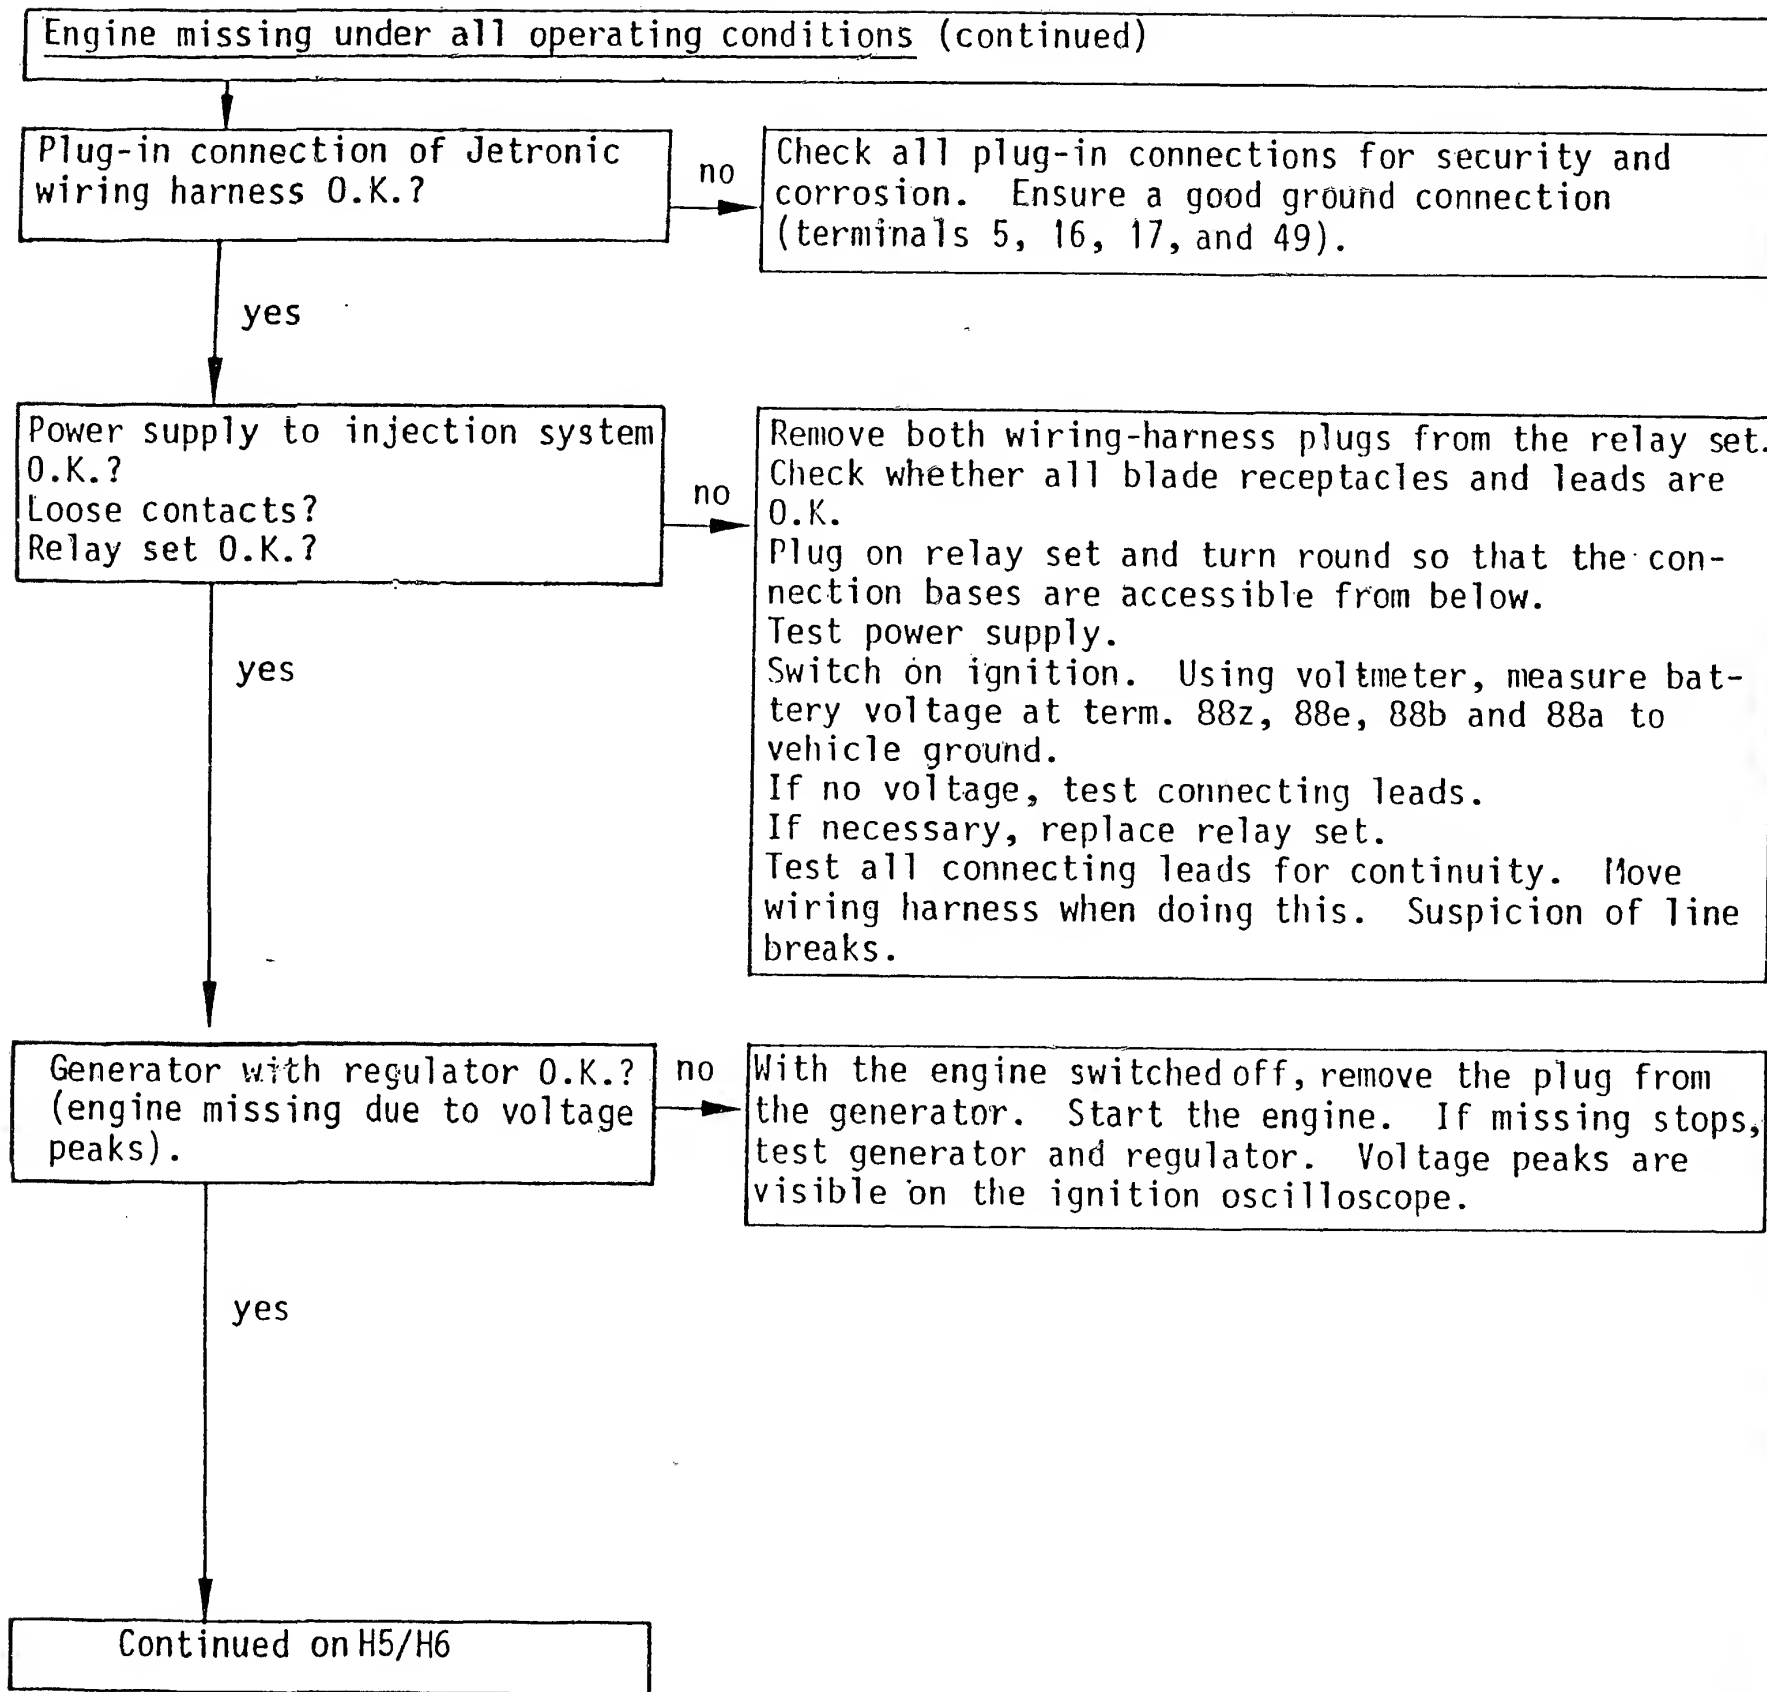 Engine missing under all operating conditions (continued)
Plug-in connection of Jetronic
wiring harness O.K.?
no
Check all plug-in connections for security and
corrosion. Ensure a good ground connection
(terminals 5, 16, 17, and 49).
yes
Power supply to injection system
O.K.?
Loose contacts?
Relay set O.K.?
no
Remove both wiring-harness plugs from the relay set.
Check whether all blade receptacles and leads are
O.K.
Plug on relay set and turn round so that the con-
nection bases are accessible from below.
Test power supply.
Switch on ignition. Using voltmeter, measure bat-
tery voltage at term. 88z, 88e, 88b and 88a to
vehicle ground.
If no voltage, test connecting leads.
If necessary, replace relay set.
Test all connecting leads for continuity. Move
wiring harness when doing this. Suspicion of line
breaks.
yes
Generator with regulator O.K.?
(engine missing due to voltage
peaks).
no
With the engine switched off, remove the plug from
the generator. Start the engine. If missing stops,
test generator and regulator. Voltage peaks are
visible on the ignition oscilloscope.
yes
Continued on H5/H6